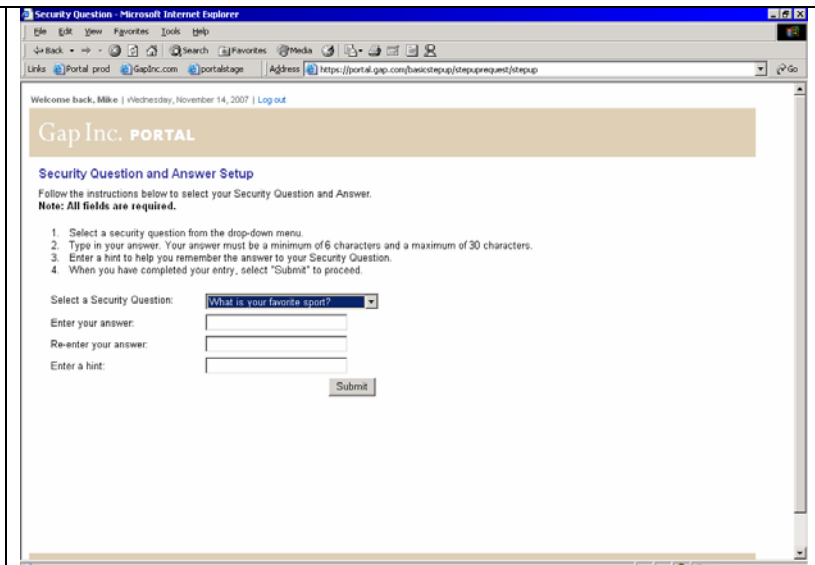 Security Question - Microsoft Internet Explorer
File Edit View Favorites Tools Help
Back Search Favorites Media
Links Portal prod GapInc.com portalstage Address https://portal.gap.com/basicstepup/stepuprequest/stepup Go
Welcome back, Mike | Wednesday, November 14, 2007 | Log out
Gap Inc. PORTAL
Security Question and Answer Setup
Follow the instructions below to select your Security Question and Answer.
Note: All fields are required.
1. Select a security question from the drop-down menu.
2. Type in your answer. Your answer must be a minimum of 6 characters and a maximum of 30 characters.
3. Enter a hint to help you remember the answer to your Security Question.
4. When you have completed your entry, select "Submit" to proceed.
Select a Security Question: What is your favorite sport?
Enter your answer:
Re-enter your answer:
Enter a hint:
Submit